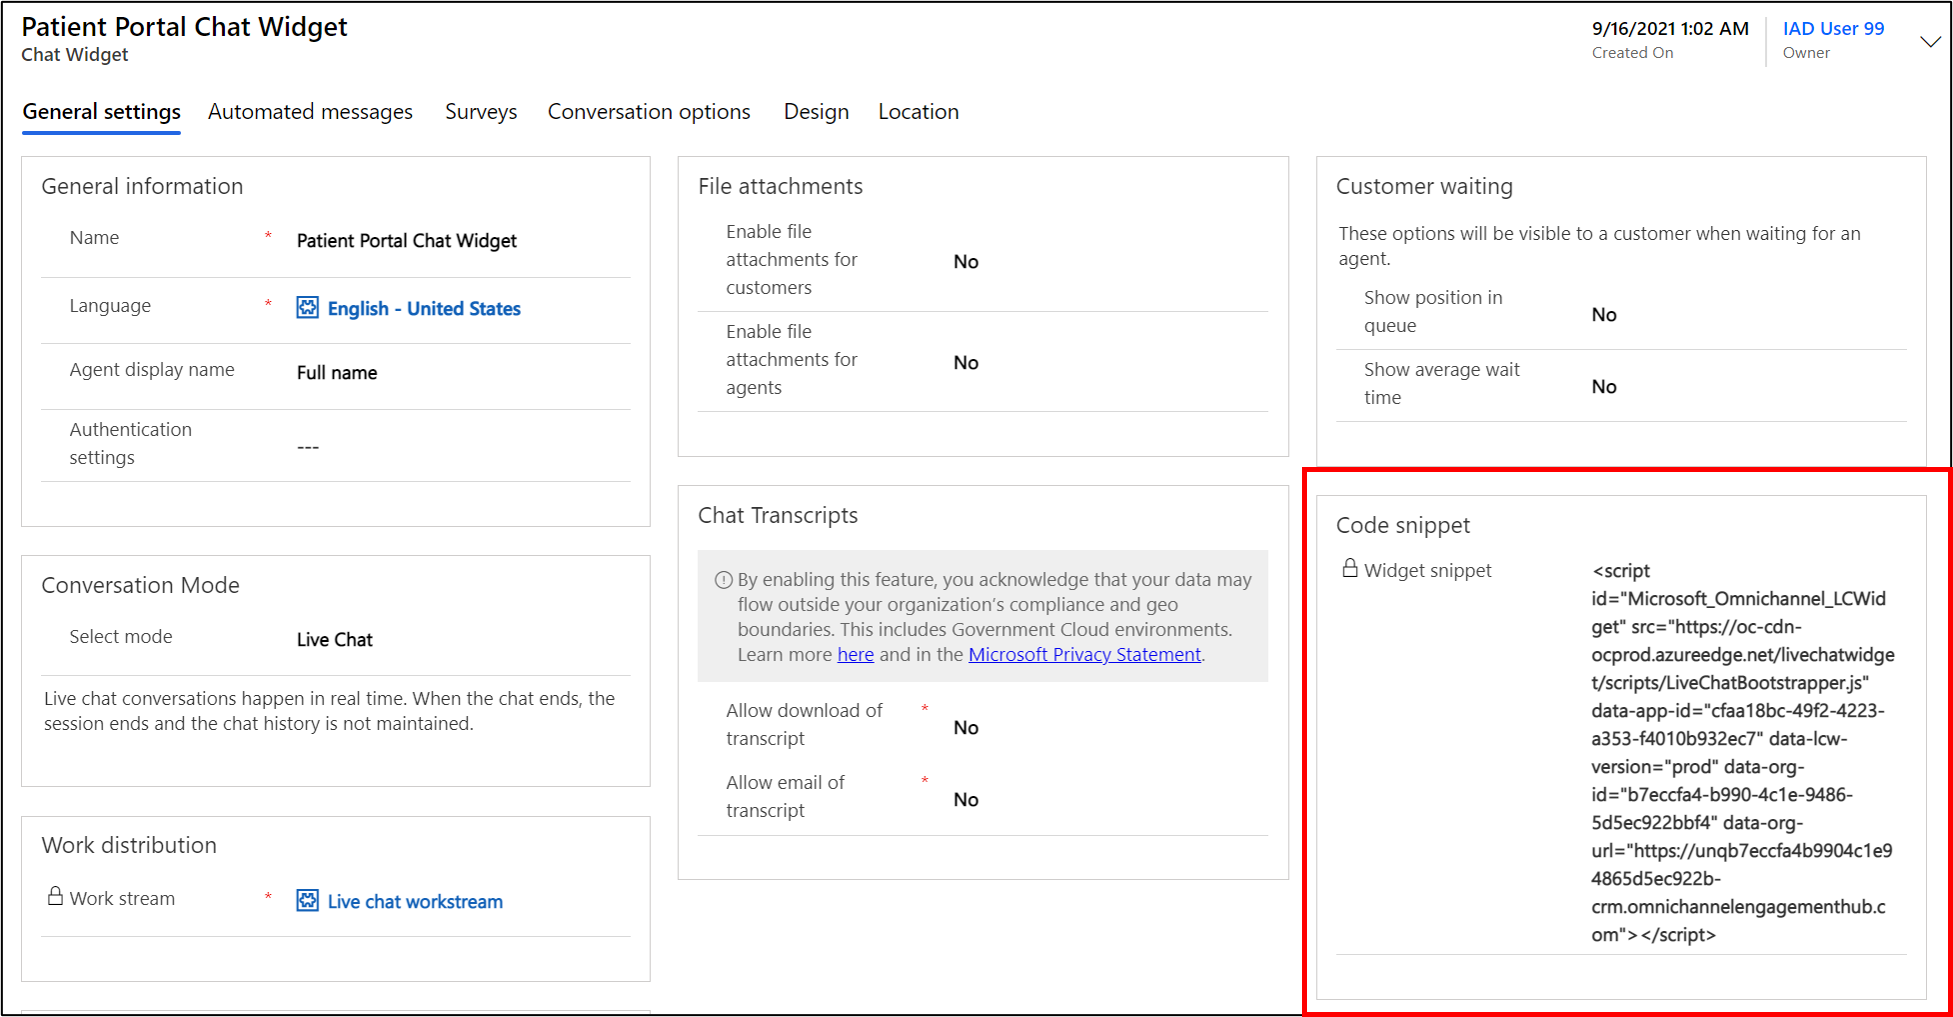 Patient Portal Chat Widget
Chat Widget
9/16/2021 1:02 AM
Created On
IAD User 99
Owner
General settings
Automated messages
Surveys
Conversation options
Design
Location
General information
Name
*
Patient Portal Chat Widget
Language
*
English - United States
Agent display name
Full name
Authentication
settings
---
Conversation Mode
Select mode
Live Chat
Live chat conversations happen in real time. When the chat ends, the
session ends and the chat history is not maintained.
Work distribution
Work stream
*
Live chat workstream
File attachments
Enable file
attachments for
customers
No
Enable file
attachments for
agents
No
Chat Transcripts
By enabling this feature, you acknowledge that your data may
flow outside your organization's compliance and geo
boundaries. This includes Government Cloud environments.
Learn more here and in the Microsoft Privacy Statement.
Allow download of
transcript
*
No
Allow email of
transcript
*
No
Customer waiting
These options will be visible to a customer when waiting for an
agent.
Show position in
queue
No
Show average wait
time
No
Code snippet
Widget snippet
<script
id="Microsoft_Omnichannel_LCWid
get" src="https://oc-cdn-
ocprod.azureedge.net/livechatwidge
t/scripts/LiveChatBootstrapper.js"
data-app-id="cfaa18bc-49f2-4223-
a353-f4010b932ec7" data-lcw-
version="prod" data-org-
id="b7eccfa4-b990-4c1e-9486-
5d5ec922bbf4" data-org-
url="https://unqb7eccfa4b9904c1e9
4865d5ec922b-
crm.omnichannelengagementhub.c
om"></script>